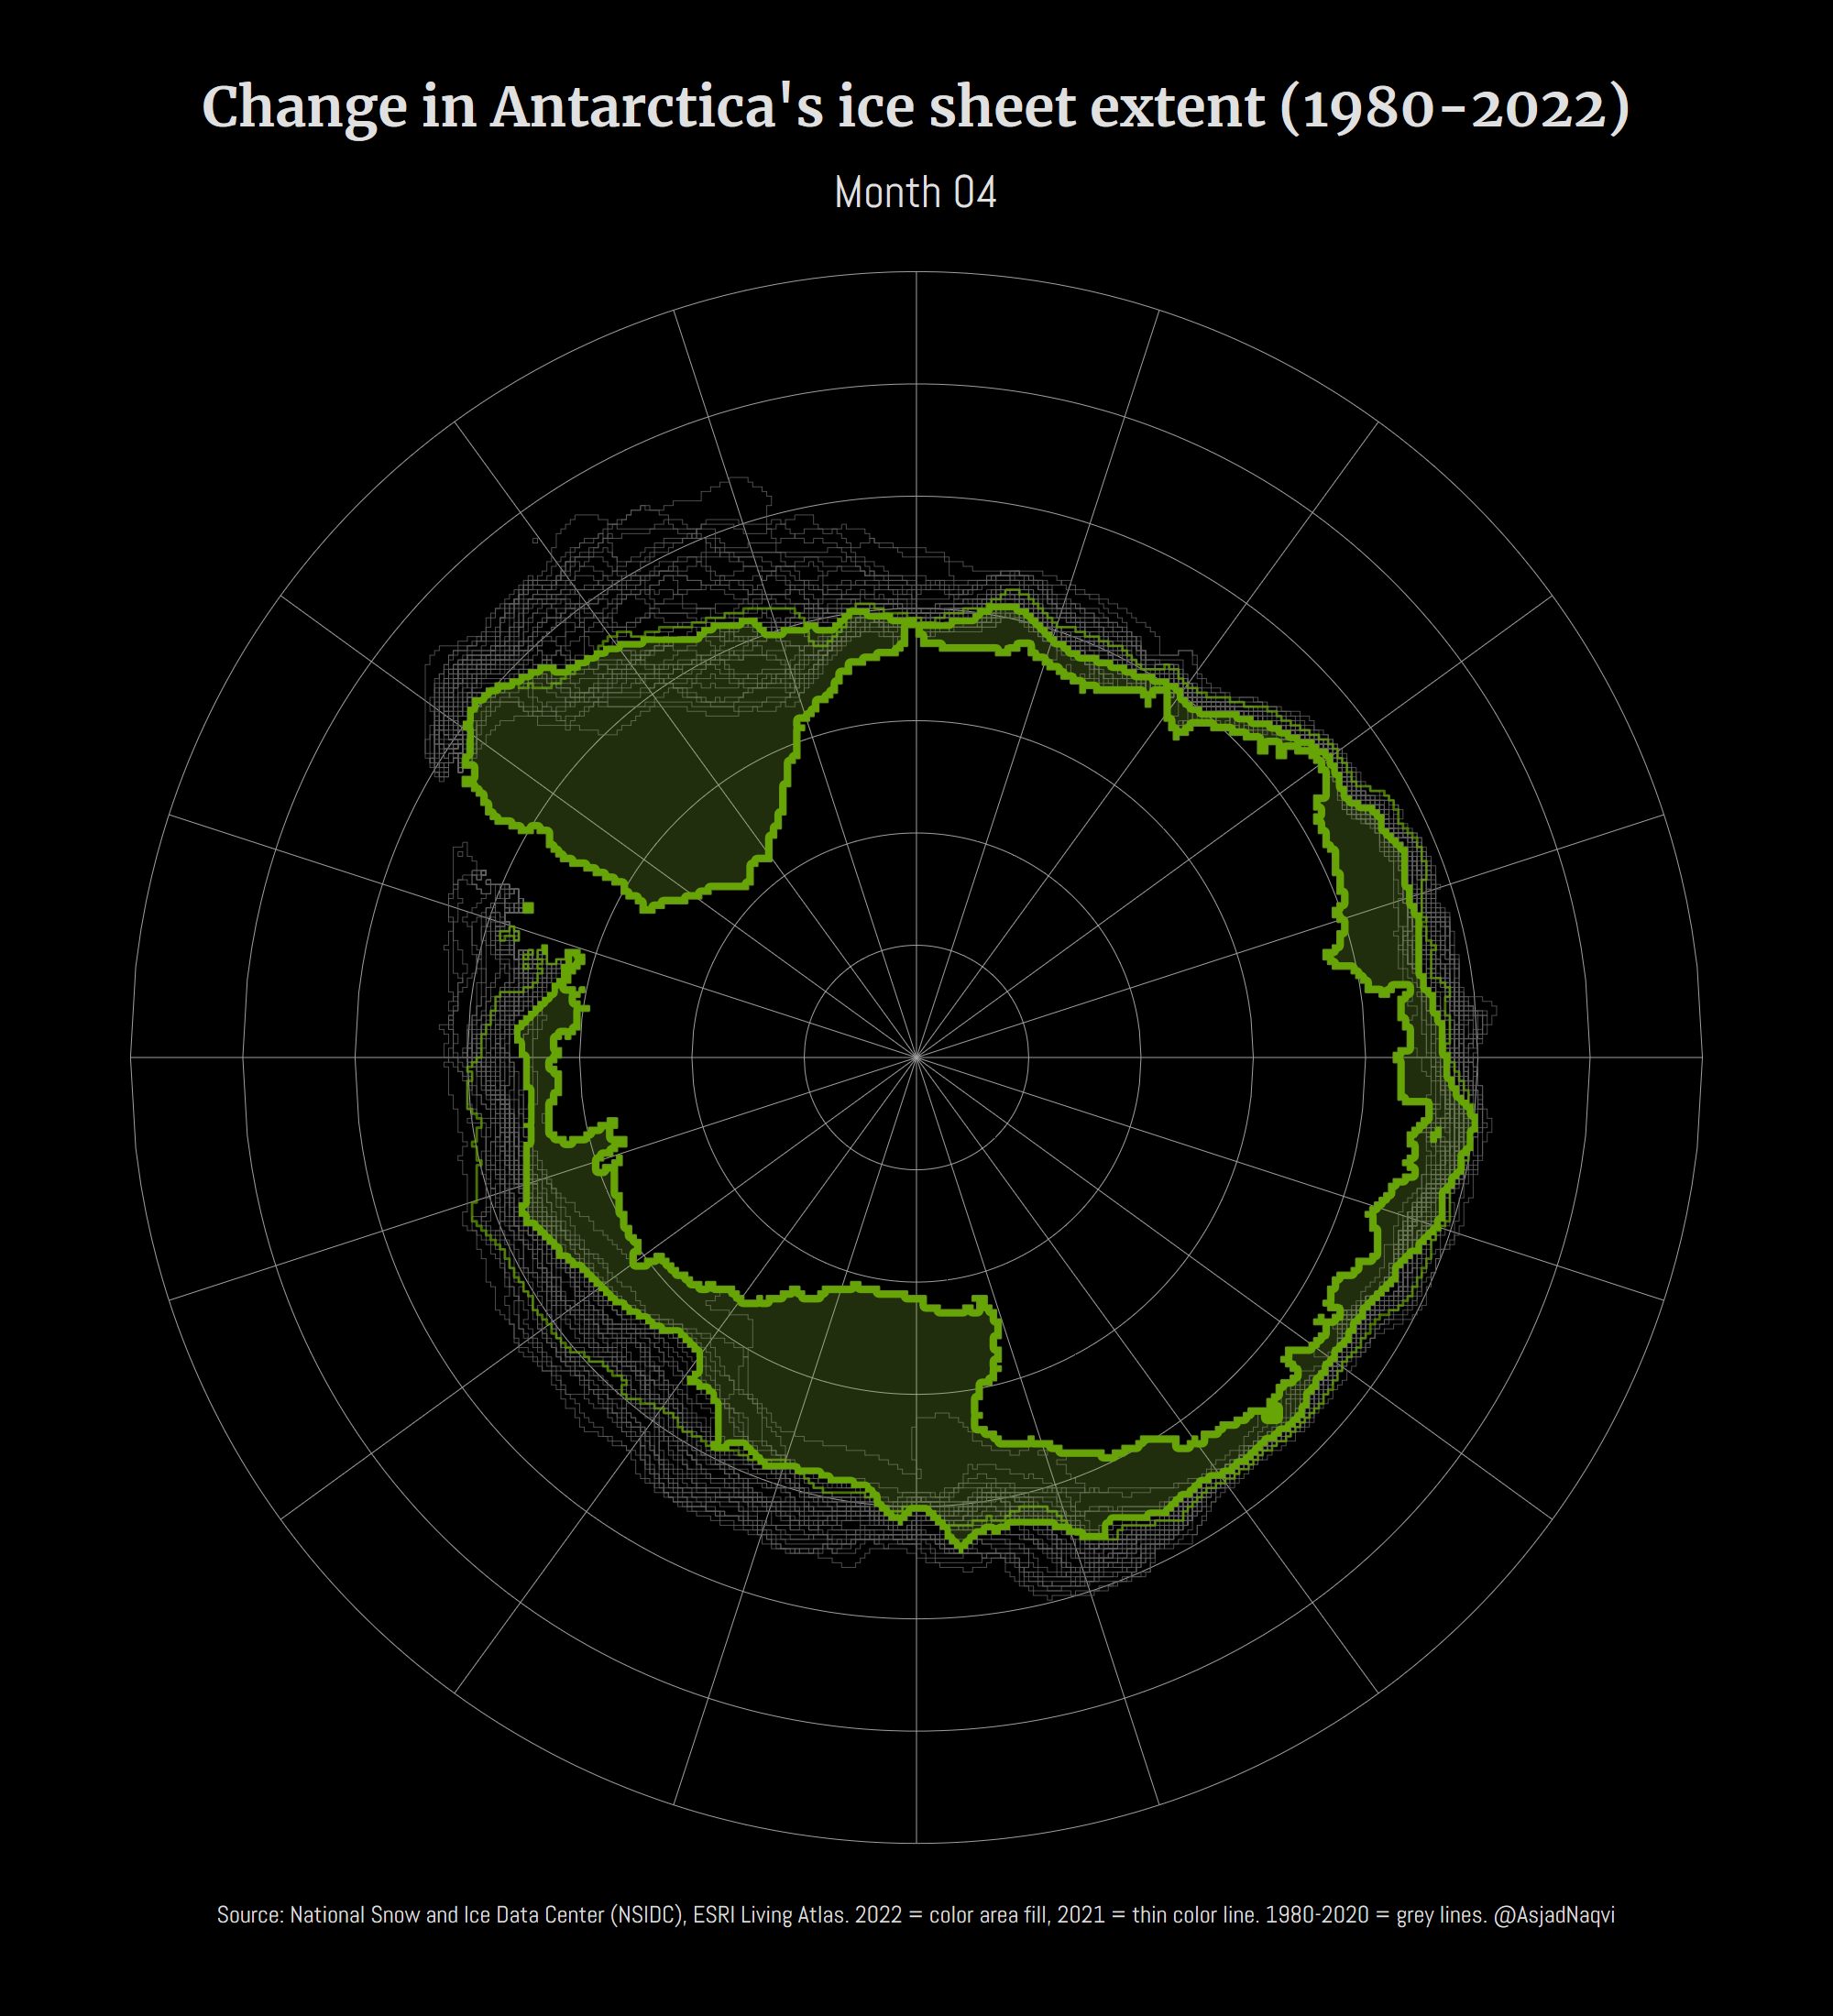 Change in Antarctica's ice sheet extent (1980-2022)
Month 04
Source: National Snow and Ice Data Center (NSIDC), ESRI Living Atlas. 2022 = color area fill, 2021 = thin color line. 1980-2020 = grey lines. @AsjadNaqvi